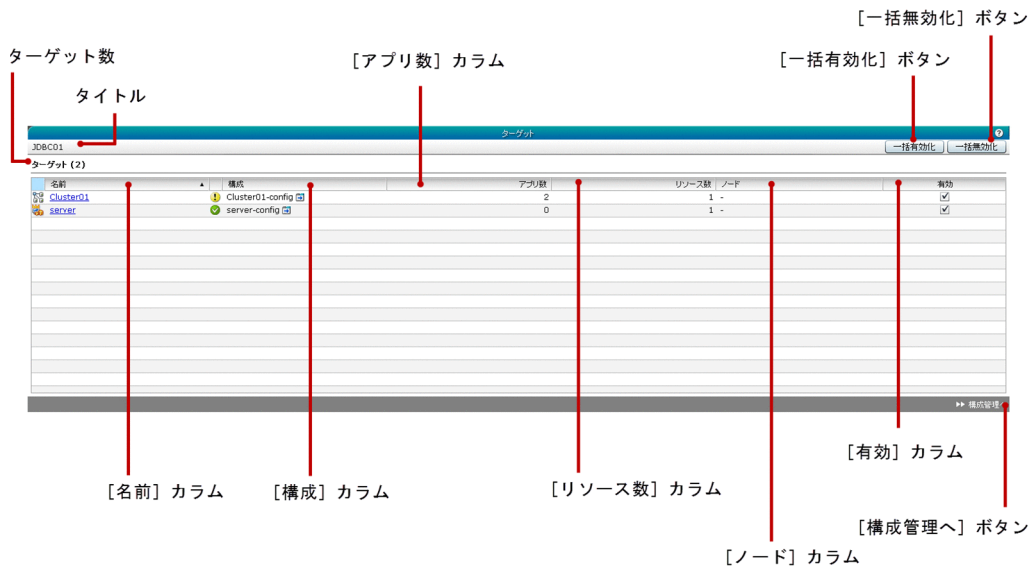 [一括無効化] ボタン
ターゲット数
[アプリ数] カラム
[一括有効化] ボタン
タイトル
ターゲット
?
JDBC01
一括有効化
一括無効化
ターゲット (2)
名前 ▲ 構成 アプリ数 リソース数 ノード 有効
Cluster01 Cluster01-config 2 1 -
server server-config 0 1 -
▶▶ 構成管理へ
[有効] カラム
[名前] カラム
[構成] カラム
[リソース数] カラム
[構成管理へ] ボタン
[ノード] カラム